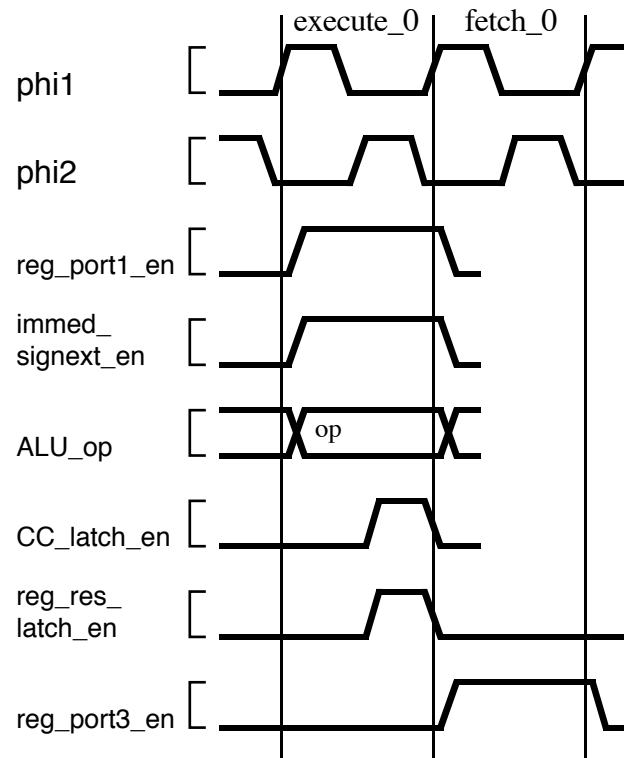 execute_0 fetch_0
phi1
phi2
reg_port1_en
immed_
signext_en
ALU_op
op
CC_latch_en
reg_res_
latch_en
reg_port3_en